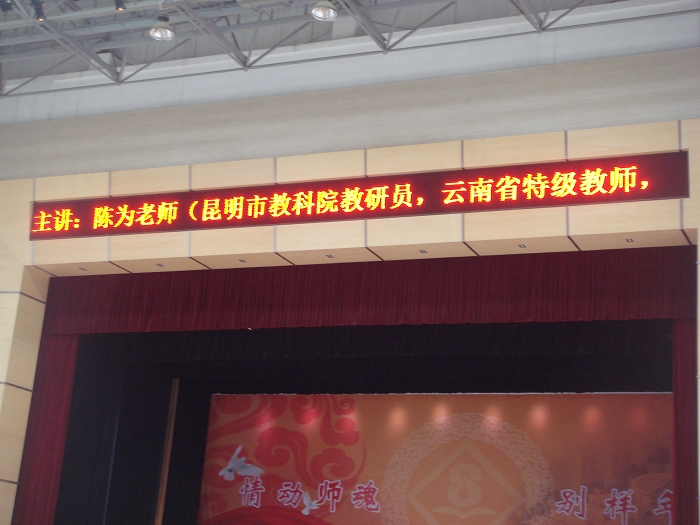 主讲：陈为老师（昆明市教科院教研员，云南省特级教师，
情动师魂 别样年